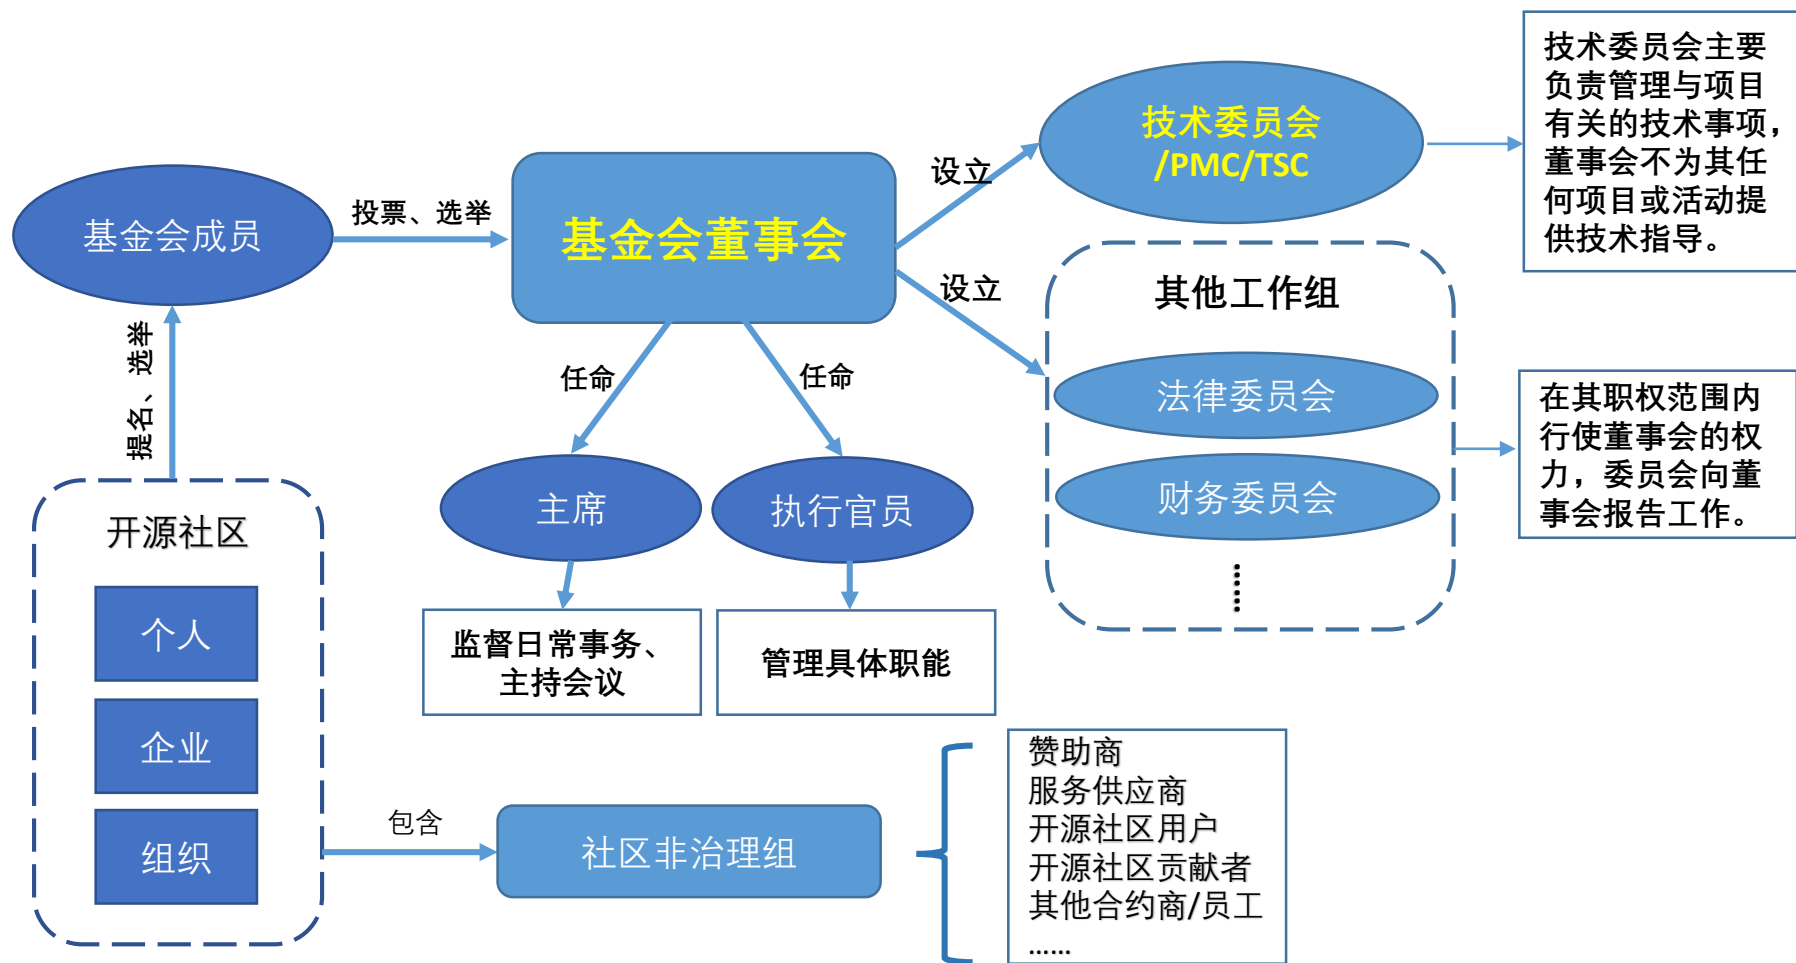 技术委员会主要
负责管理与项目
有关的技术事项，
董事会不为其任
何项目或活动提
供技术指导。
技术委员会
/PMC/TSC
设立
基金会成员
投票、选举
基金会董事会
设立
其他工作组
法律委员会
财务委员会
......
在其职权范围内
行使董事会的权
力，委员会向董
事会报告工作。
提名、选举
任命
任命
主席
执行官员
监督日常事务、
主持会议
管理具体职能
开源社区
个人
企业
组织
包含
社区非治理组
赞助商
服务供应商
开源社区用户
开源社区贡献者
其他合约商/员工
......